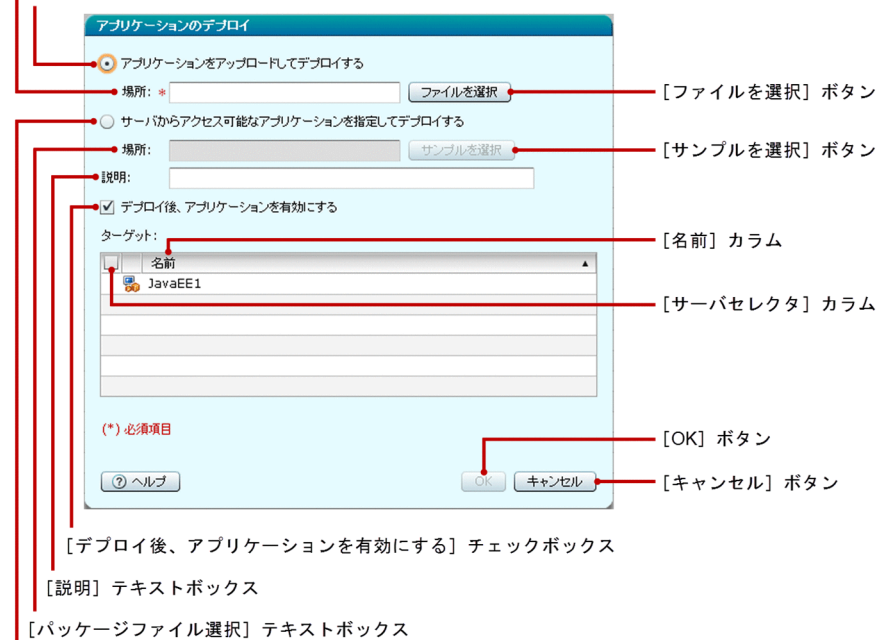 アプリケーションのデプロイ
アプリケーションをアップロードしてデプロイする
場所: * ファイルを選択
[ファイルを選択] ボタン
サーバからアクセス可能なアプリケーションを指定してデプロイする
場所: サンプルを選択
[サンプルを選択] ボタン
説明:
デプロイ後、アプリケーションを有効にする
ターゲット:
[名前] カラム
名前
JavaEE1
[サーバセレクタ] カラム
(*) 必須項目
[OK] ボタン
ヘルプ OK キャンセル
[キャンセル] ボタン
[デプロイ後、アプリケーションを有効にする] チェックボックス
[説明] テキストボックス
[パッケージファイル選択] テキストボックス